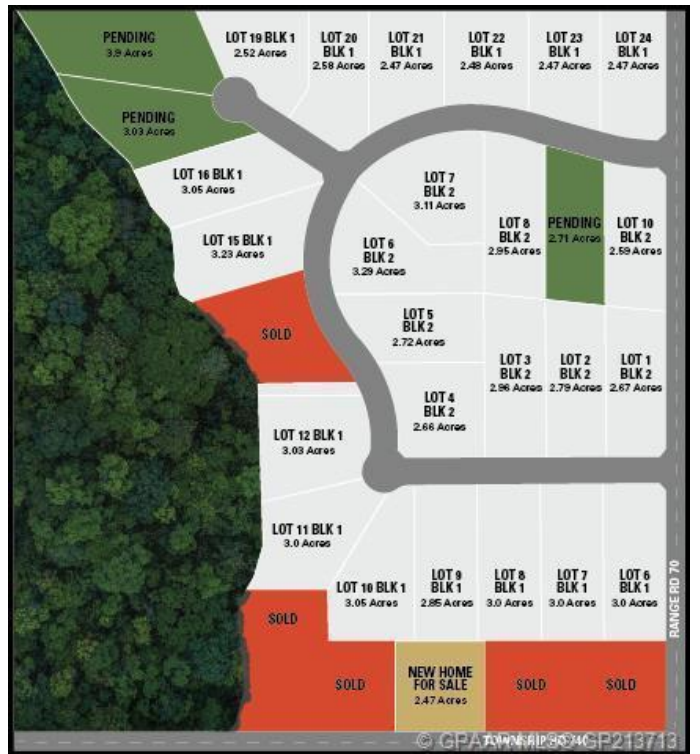 PENDING
3.9 Acres
LOT 19 BLK 1
2.52 Acres
LOT 20
BLK 1
2.58 Acres
LOT 21
BLK 1
2.47 Acres
LOT 22
BLK 1
2.48 Acres
LOT 23
BLK 1
2.47 Acres
LOT 24
BLK 1
2.47 Acres
PENDING
3.03 Acres
LOT 16 BLK 1
3.05 Acres
LOT 7
BLK 2
3.11 Acres
LOT 15 BLK 1
3.23 Acres
LOT 6
BLK 2
3.29 Acres
LOT 8
BLK 2
2.95 Acres
PENDING
2.71 Acres
LOT 10
BLK 2
2.59 Acres
SOLD
LOT 5
BLK 2
2.72 Acres
LOT 3
BLK 2
2.96 Acres
LOT 2
BLK 2
2.79 Acres
LOT 1
BLK 2
2.67 Acres
LOT 4
BLK 2
2.66 Acres
LOT 12 BLK 1
3.03 Acres
LOT 11 BLK 1
3.0 Acres
LOT 10 BLK 1
3.05 Acres
LOT 9
BLK 1
2.85 Acres
LOT 8
BLK 1
3.0 Acres
LOT 7
BLK 1
3.0 Acres
LOT 6
BLK 1
3.0 Acres
RANGE RD 70
SOLD
SOLD
NEW HOME
FOR SALE
2.47 Acres
SOLD
SOLD
TOWNSHIP RD 740
GP213713